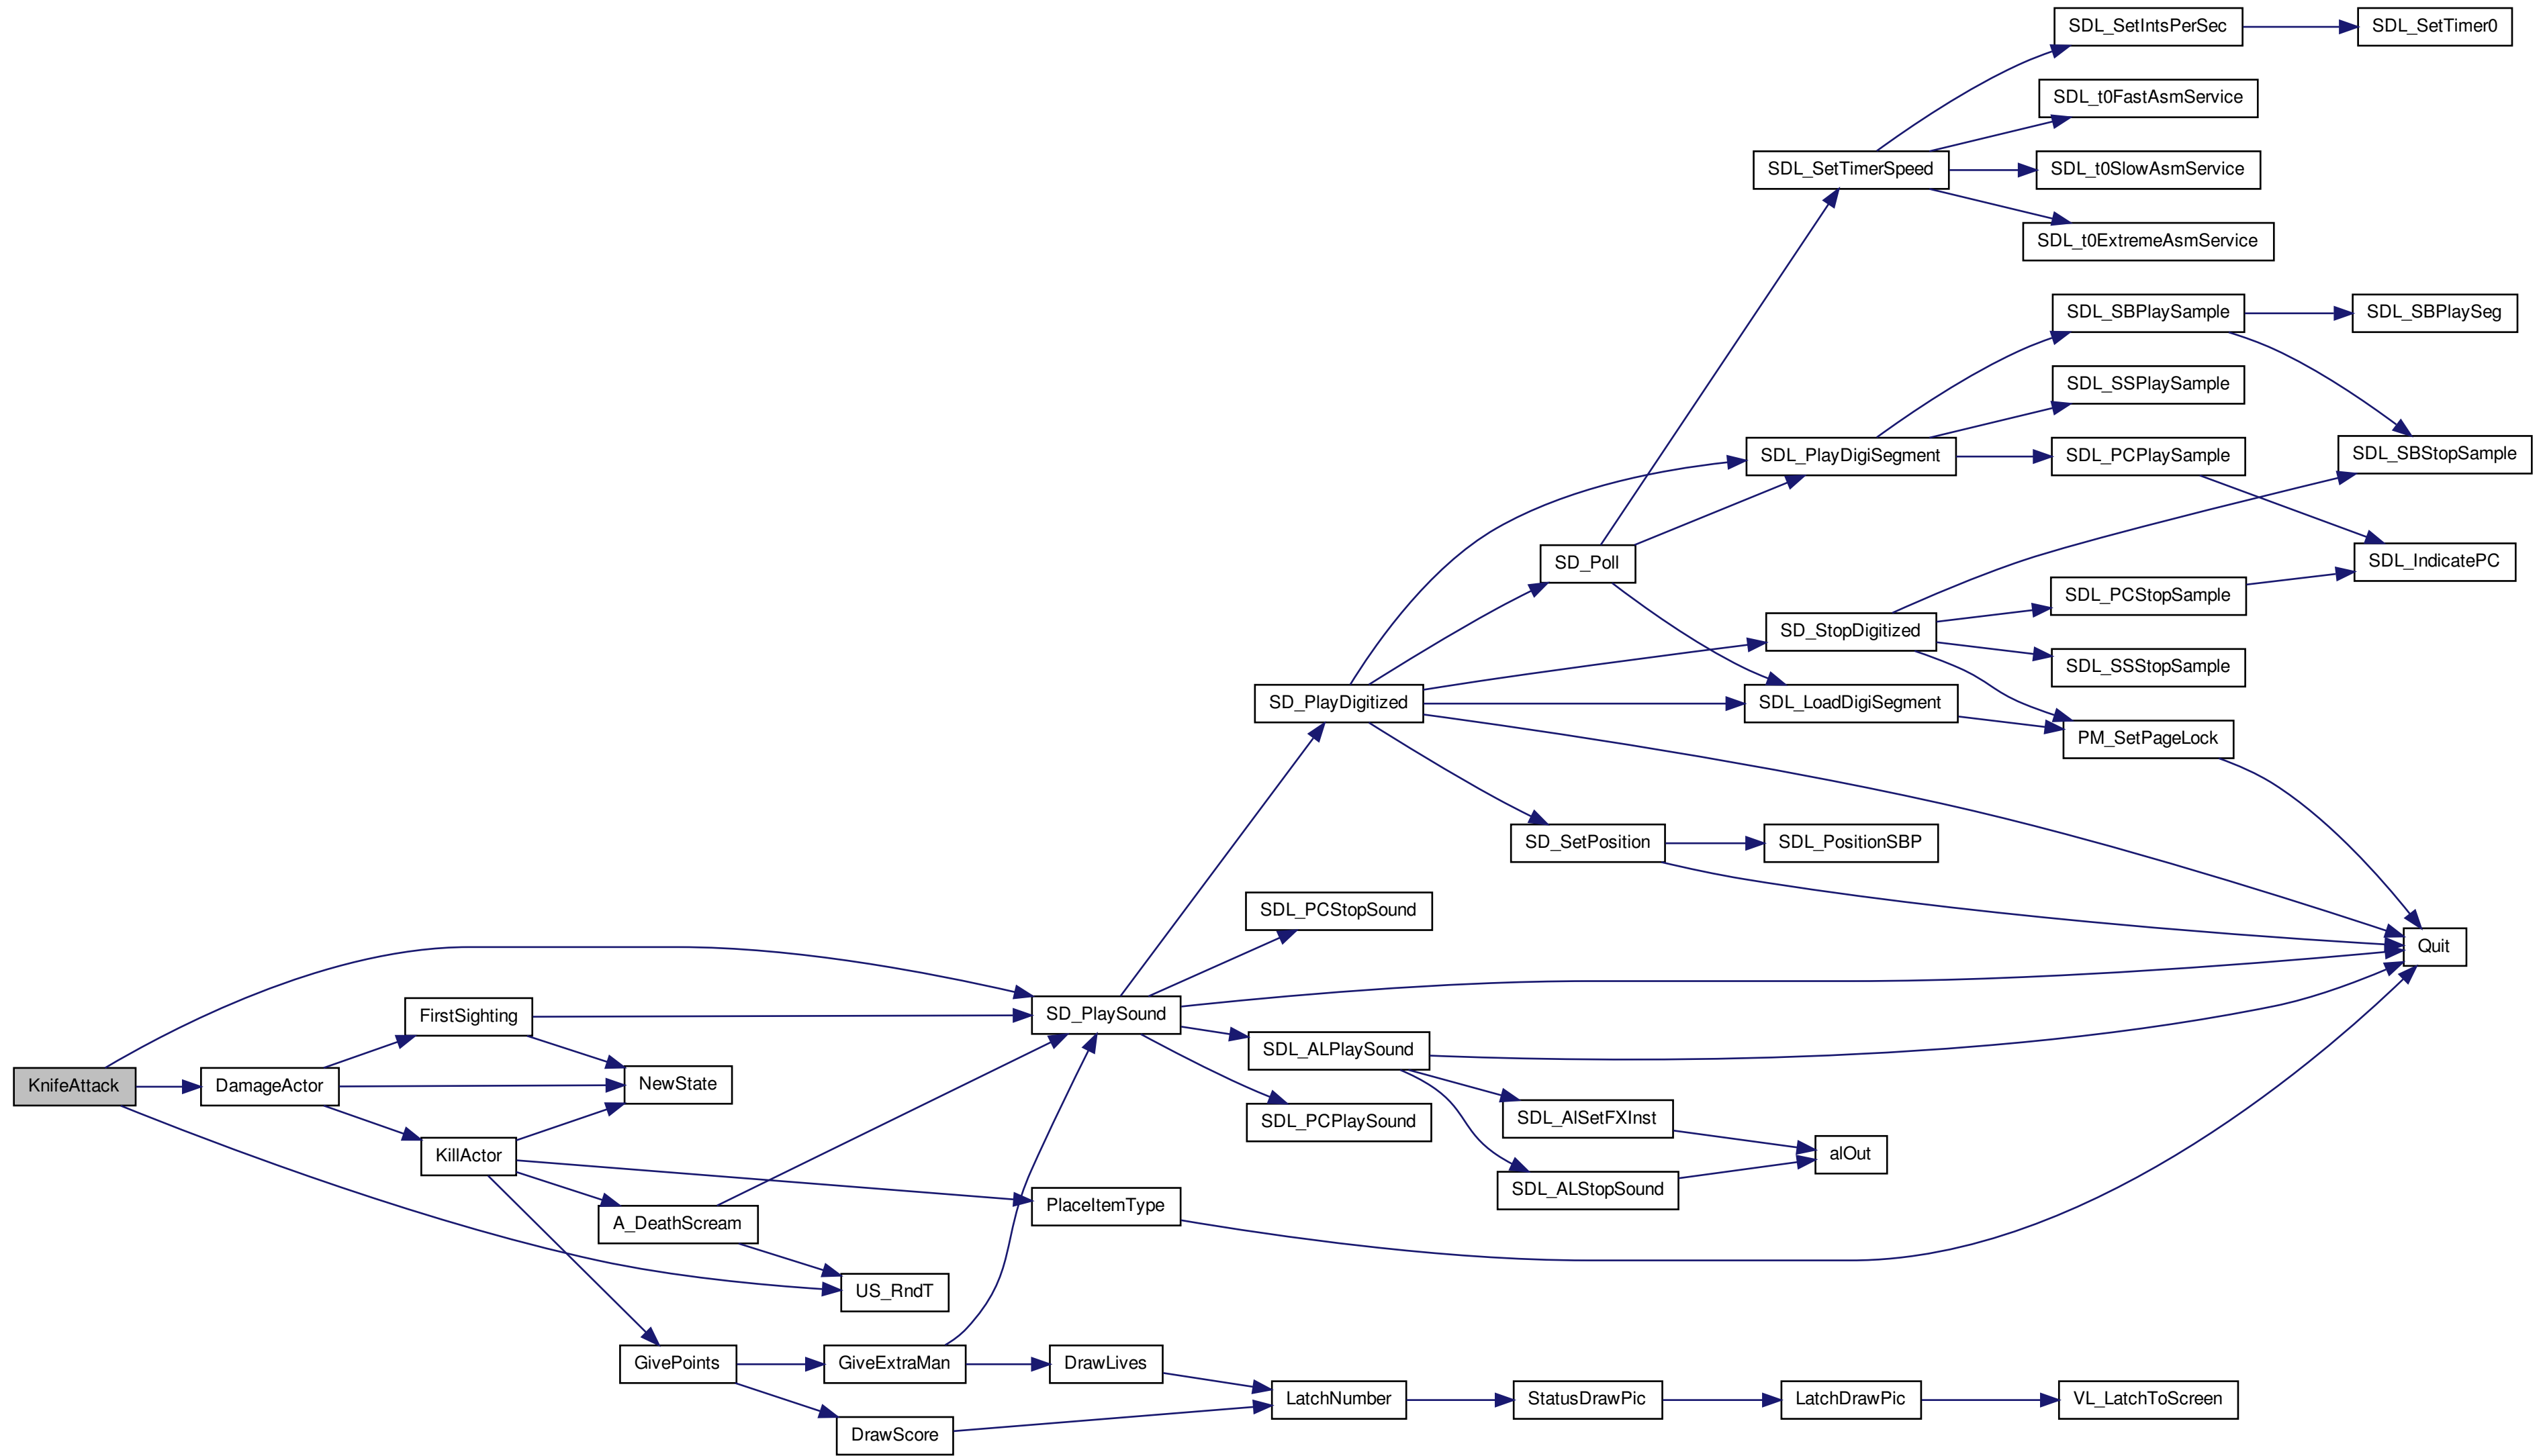 SDL_SetIntsPerSec
SDL_SetTimer0
SDL_t0FastAsmService
SDL_SetTimerSpeed
SDL_t0SlowAsmService
SDL_t0ExtremeAsmService
SDL_SBPlaySample
SDL_SBPlaySeg
SDL_SSPlaySample
SDL_PlayDigiSegment
SDL_PCPlaySample
SDL_SBStopSample
SD_Poll
SDL_IndicatePC
SDL_PCStopSample
SD_StopDigitized
SDL_SSStopSample
SD_PlayDigitized
SDL_LoadDigiSegment
PM_SetPageLock
SD_SetPosition
SDL_PositionSBP
SDL_PCStopSound
Quit
FirstSighting
SD_PlaySound
SDL_ALPlaySound
KnifeAttack
DamageActor
NewState
SDL_PCPlaySound
SDL_AlSetFXInst
KillActor
alOut
SDL_ALStopSound
PlaceItemType
A_DeathScream
US_RndT
GivePoints
GiveExtraMan
DrawLives
LatchNumber
StatusDrawPic
LatchDrawPic
VL_LatchToScreen
DrawScore